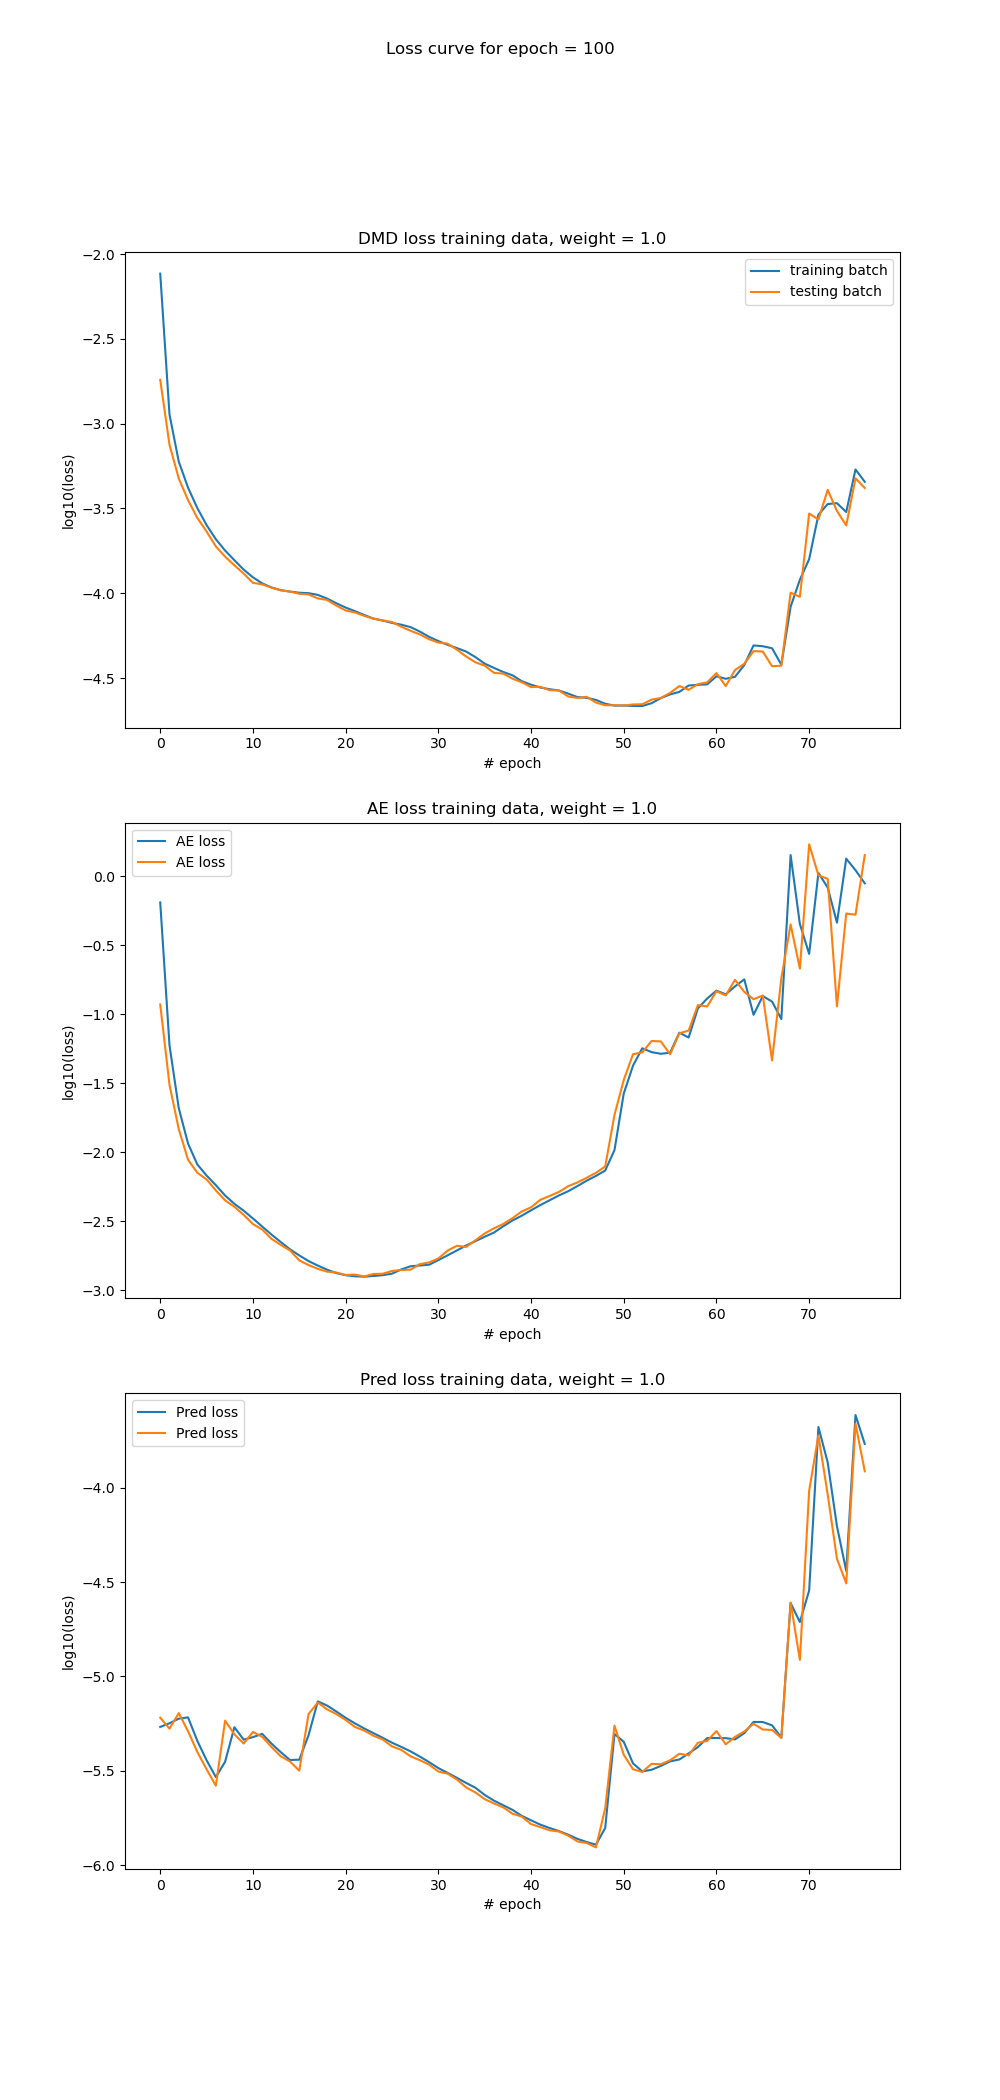 Loss curve for epoch = 100
DMD loss training data, weight = 1.0
−2.0
−2.5
−3.0
−3.5
−4.0
−4.5
log10(loss)
training batch
testing batch
0 10 20 30 40 50 60 70
# epoch
AE loss training data, weight = 1.0
0.0
−0.5
−1.0
−1.5
−2.0
−2.5
−3.0
log10(loss)
AE loss
AE loss
0 10 20 30 40 50 60 70
# epoch
Pred loss training data, weight = 1.0
−4.0
−4.5
−5.0
−5.5
−6.0
log10(loss)
Pred loss
Pred loss
0 10 20 30 40 50 60 70
# epoch